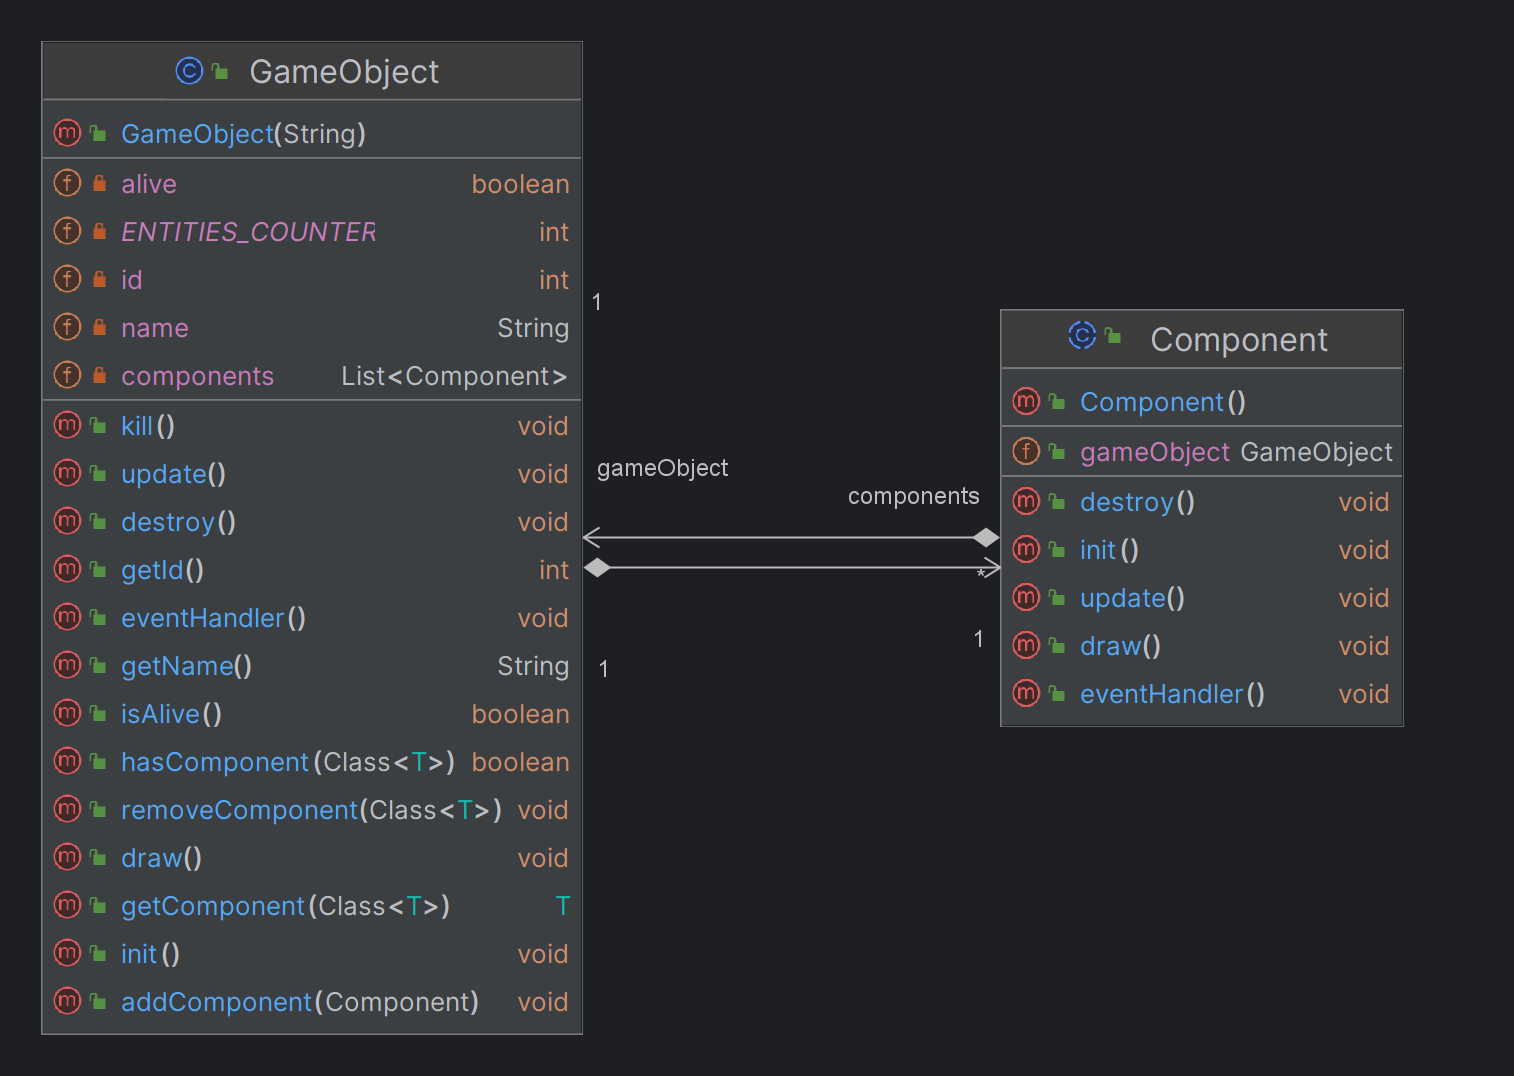 GameObject
GameObject(String)
alive boolean
ENTITIES_COUNTER int
id int
name String
components List<Component>
kill() void
update() void
destroy() void
getId() int
eventHandler() void
getName() String
isAlive() boolean
hasComponent(Class<T>) boolean
removeComponent(Class<T>) void
draw() void
getComponent(Class<T>) T
init() void
addComponent(Component) void
1
gameObject
components
*
1
1
Component
Component()
gameObject GameObject
destroy() void
init() void
update() void
draw() void
eventHandler() void